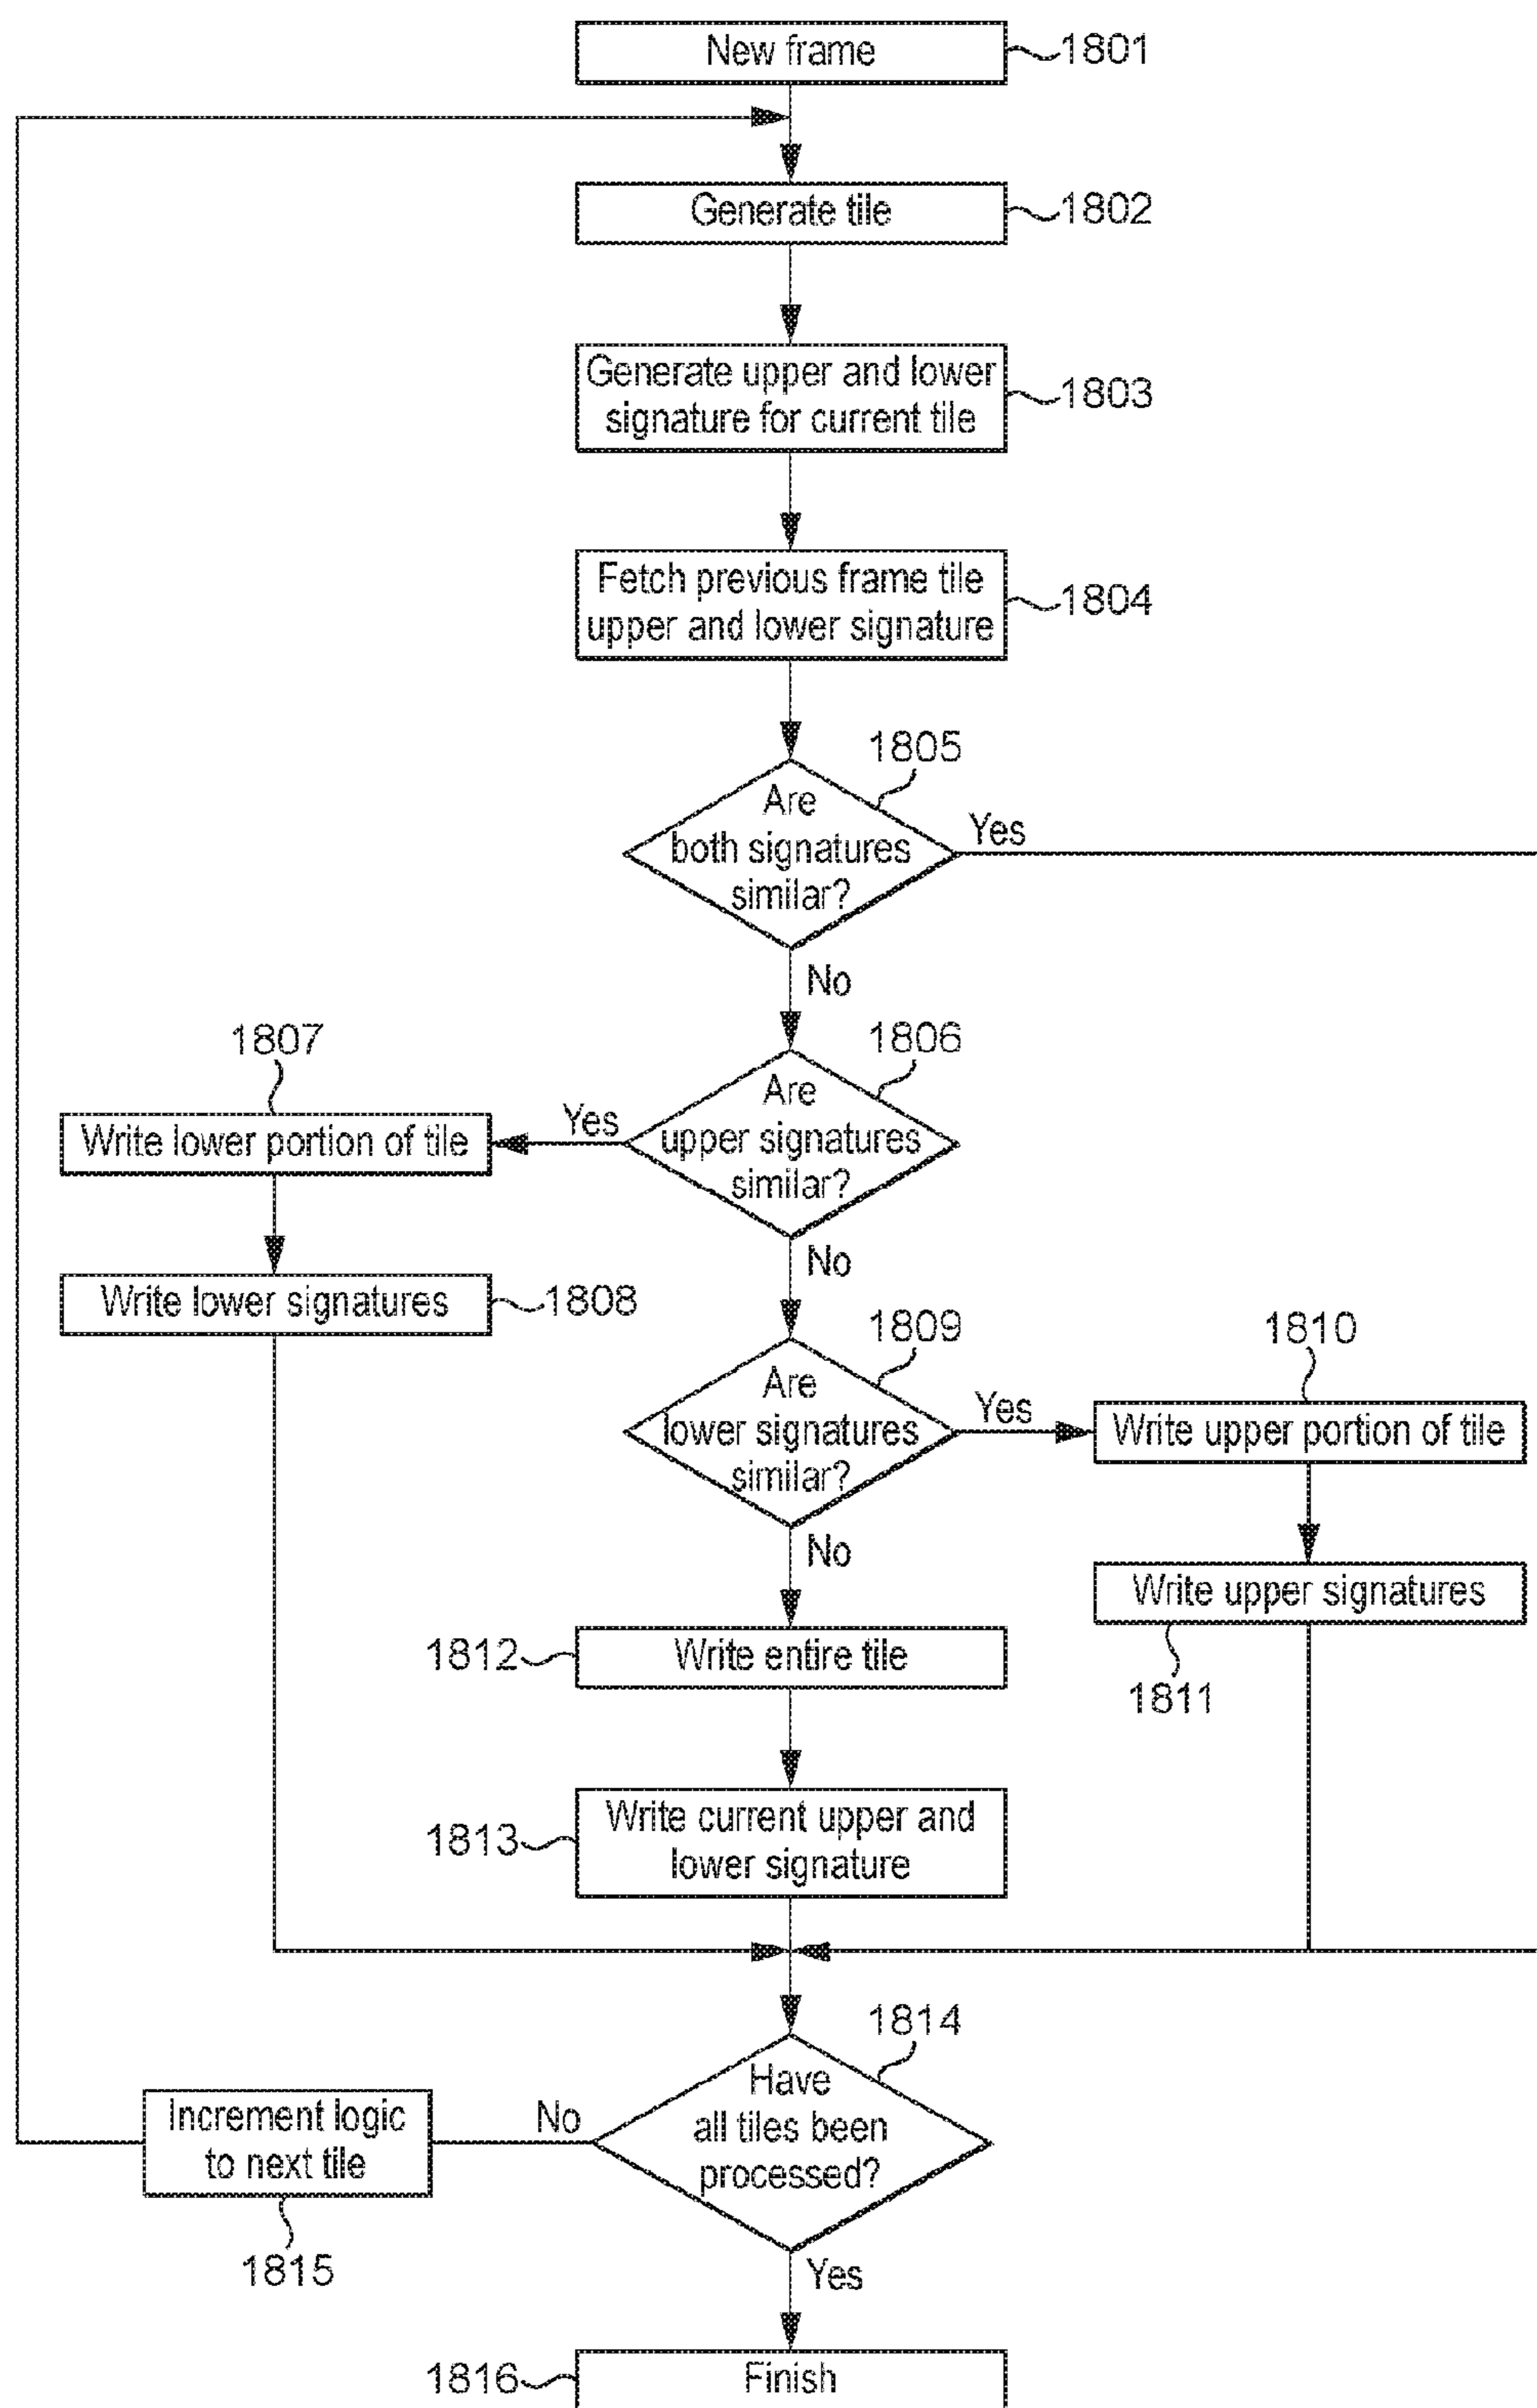 New frame
1801
Generate tile
1802
Generate upper and lower
signature for current tile
1803
Fetch previous frame tile
upper and lower signature
1804
1805
Are
both signatures
similar?
Yes
No
1806
Are
upper signatures
similar?
Yes
No
1807
Write lower portion of tile
Write lower signatures
1808
1809
Are
lower signatures
similar?
Yes
No
1810
Write upper portion of tile
Write upper signatures
1811
1812
Write entire tile
1813
Write current upper and
lower signature
1814
Have
all tiles been
processed?
No
Yes
Increment logic
to next tile
1815
1816
Finish